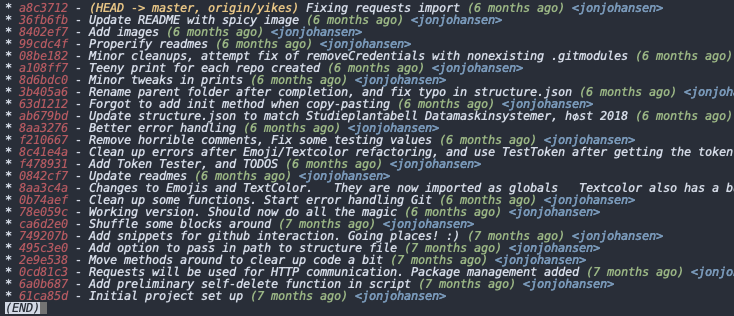 * a8c3712 - (HEAD -> master, origin/yikes) Fixing requests import (6 months ago) <jonjohansen>
* 36fb6fb - Update README with spicy image (6 months ago) <jonjohansen>
* 8402ef7 - Add images (6 months ago) <jonjohansen>
* 99cdc4f - Properify readmes (6 months ago) <jonjohansen>
* 08be182 - Minor cleanups, attempt fix of removeCredentials with nonexisting .gitmodules (6 months ago)
* a108ff7 - Teeny print for each repo created (6 months ago) <jonjohansen>
* 8d6bdc0 - Minor tweaks in prints (6 months ago) <jonjohansen>
* 3b405a6 - Rename parent folder after completion, and fix typo in structure.json (6 months ago) <jonjoha
* 63d1212 - Forgot to add init method when copy-pasting (6 months ago) <jonjohansen>
* ab679bd - Update structure.json to match Studieplantabell Datamaskinsystemer, høst 2018 (6 months ago)
* 8aa3276 - Better error handling (6 months ago) <jonjohansen>
* f210667 - Remove horrible comments, Fix some testing values (6 months ago) <jonjohansen>
* 8c41e4a - Clean up errors after Emoji/Textcolor refactoring, and use TestToken after getting the token
* f478931 - Add Token Tester, and TODOS (6 months ago) <jonjohansen>
* 0842cf7 - Update readmes (6 months ago) <jonjohansen>
* 8aa3c4a - Changes to Emojis and TextColor.   They are now imported as globals   Textcolor also has a b
* 0b74aef - Clean up some functions. Start error handling Git (6 months ago) <jonjohansen>
* 78e059c - Working version. Should now do all the magic (6 months ago) <jonjohansen>
* ca6d2e0 - Shuffle some blocks around (7 months ago) <jonjohansen>
* 749207b - Add snippets for github interaction. Going places! :) (7 months ago) <jonjohansen>
* 495c3e0 - Add option to pass in path to structure file (7 months ago) <jonjohansen>
* 2e9e538 - Move methods around to clear up code a bit (7 months ago) <jonjohansen>
* 0cd81c3 - Requests will be used for HTTP communication. Package management added (7 months ago) <jonjo
* 6a0b687 - Add preliminary self-delete function in script (7 months ago) <jonjohansen>
* 61ca85d - Initial project set up (7 months ago) <jonjohansen>
(END)